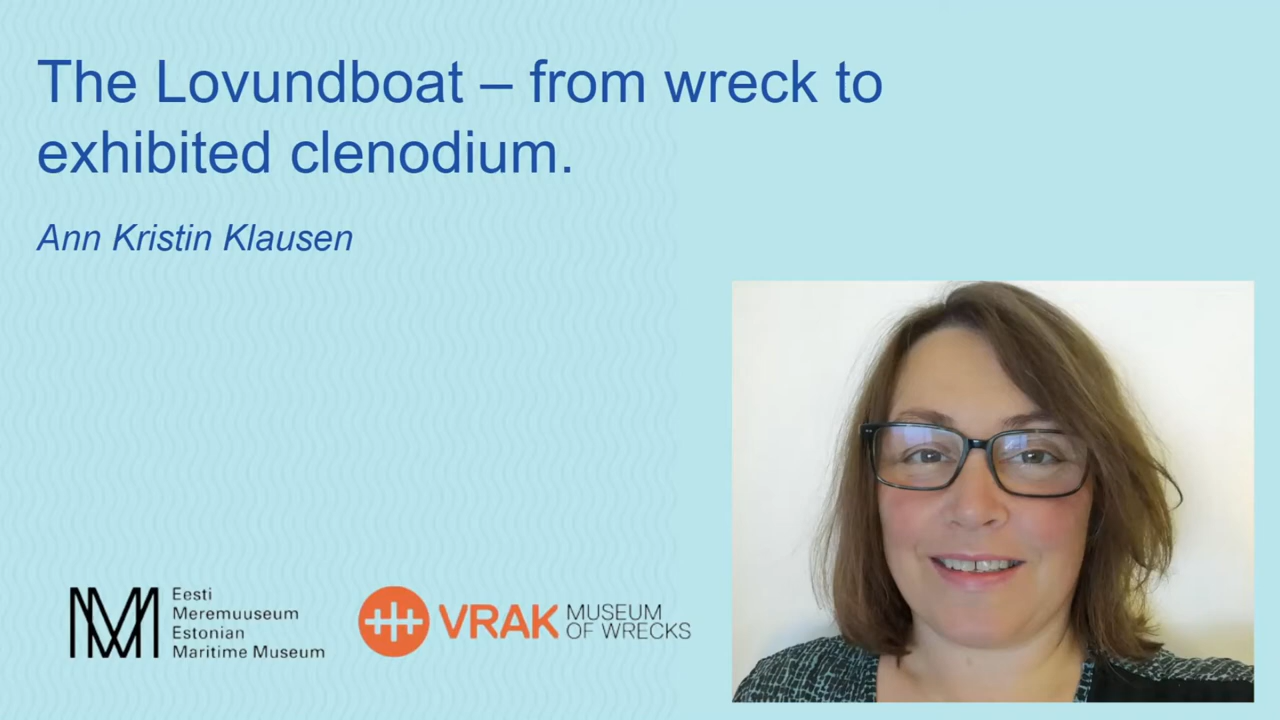 The Lovundboat – from wreck to
exhibited clenodium.
Ann Kristin Klausen
Eesti
Meremuuseum
Estonian
Maritime Museum
VRAK MUSEUM
OF WRECKS